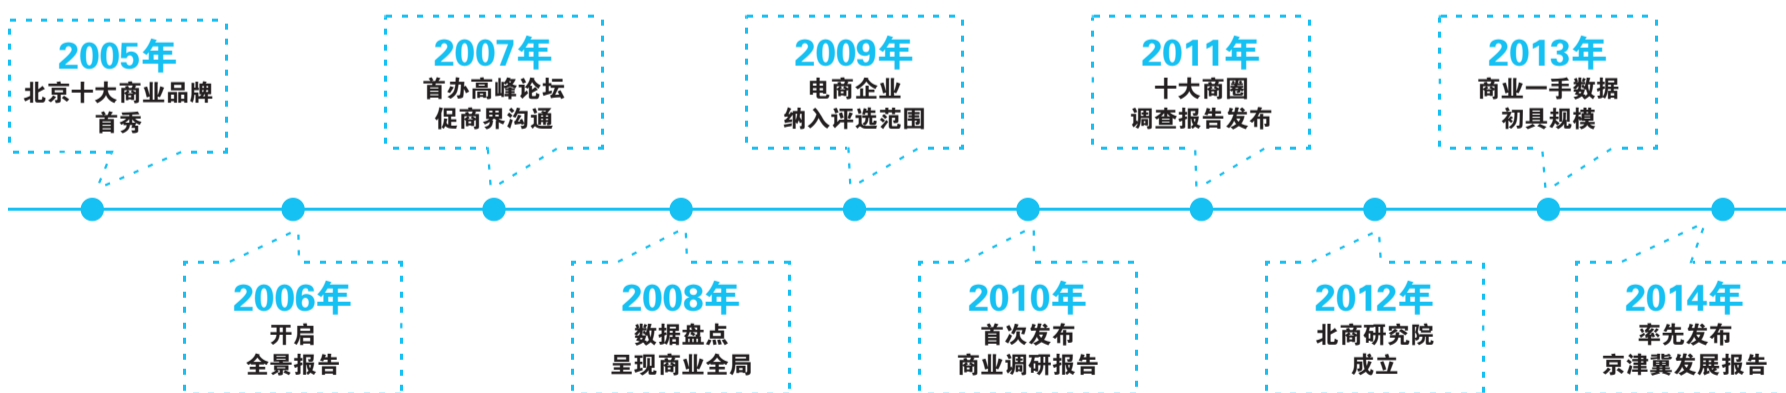 2005年
北京十大商业品牌
首秀
2006年
开启
全景报告
2007年
首办高峰论坛
促商界沟通
2008年
数据盘点
呈现商业全局
2009年
电商企业
纳入评选范围
2010年
首次发布
商业调研报告
2011年
十大商圈
调查报告发布
2012年
北商研究院
成立
2013年
商业一手数据
初具规模
2014年
率先发布
京津冀发展报告